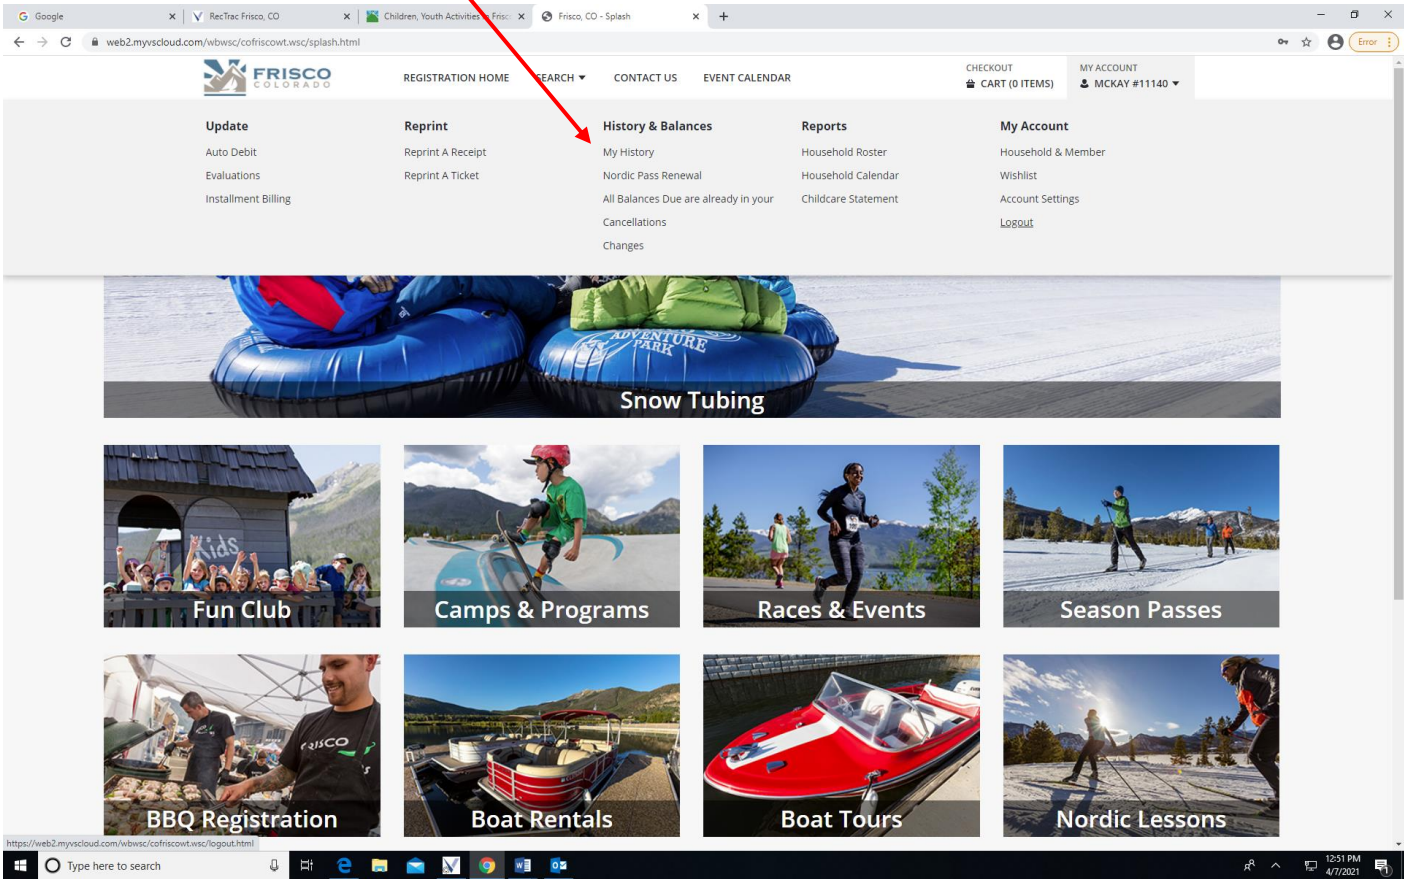 Google
RecTrac Frisco, CO
Children, Youth Activities in Frisc
Frisco, CO - Splash
web2.myvscloud.com/wbwsc/cofriscowt.wsc/splash.html
Error
FRISCO
COLORADO
REGISTRATION HOME
SEARCH
CONTACT US
EVENT CALENDAR
CHECKOUT
CART (0 ITEMS)
MY ACCOUNT
MCKAY #11140
Update
Auto Debit
Evaluations
Installment Billing
Reprint
Reprint A Receipt
Reprint A Ticket
History & Balances
My History
Nordic Pass Renewal
All Balances Due are already in your
Cancellations
Changes
Reports
Household Roster
Household Calendar
Childcare Statement
My Account
Household & Member
Wishlist
Account Settings
Logout
ADVENTURE
PARK
Snow Tubing
Kids
Fun Club
Camps & Programs
Races & Events
Season Passes
BBQ Registration
Boat Rentals
Boat Tours
Nordic Lessons
https://web2.myvscloud.com/wbwsc/cofriscowt.wsc/logout.html
Type here to search
12:51 PM
4/7/2021